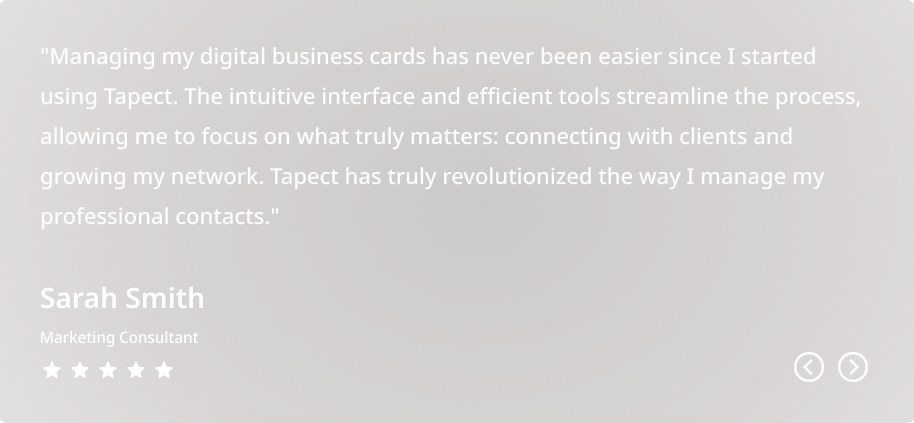 "Managing my digital business cards has never been easier since I started
using Tapect. The intuitive interface and efficient tools streamline the process,
allowing me to focus on what truly matters: connecting with clients and
growing my network. Tapect has truly revolutionized the way I manage my
professional contacts."
Sarah Smith
Marketing Consultant